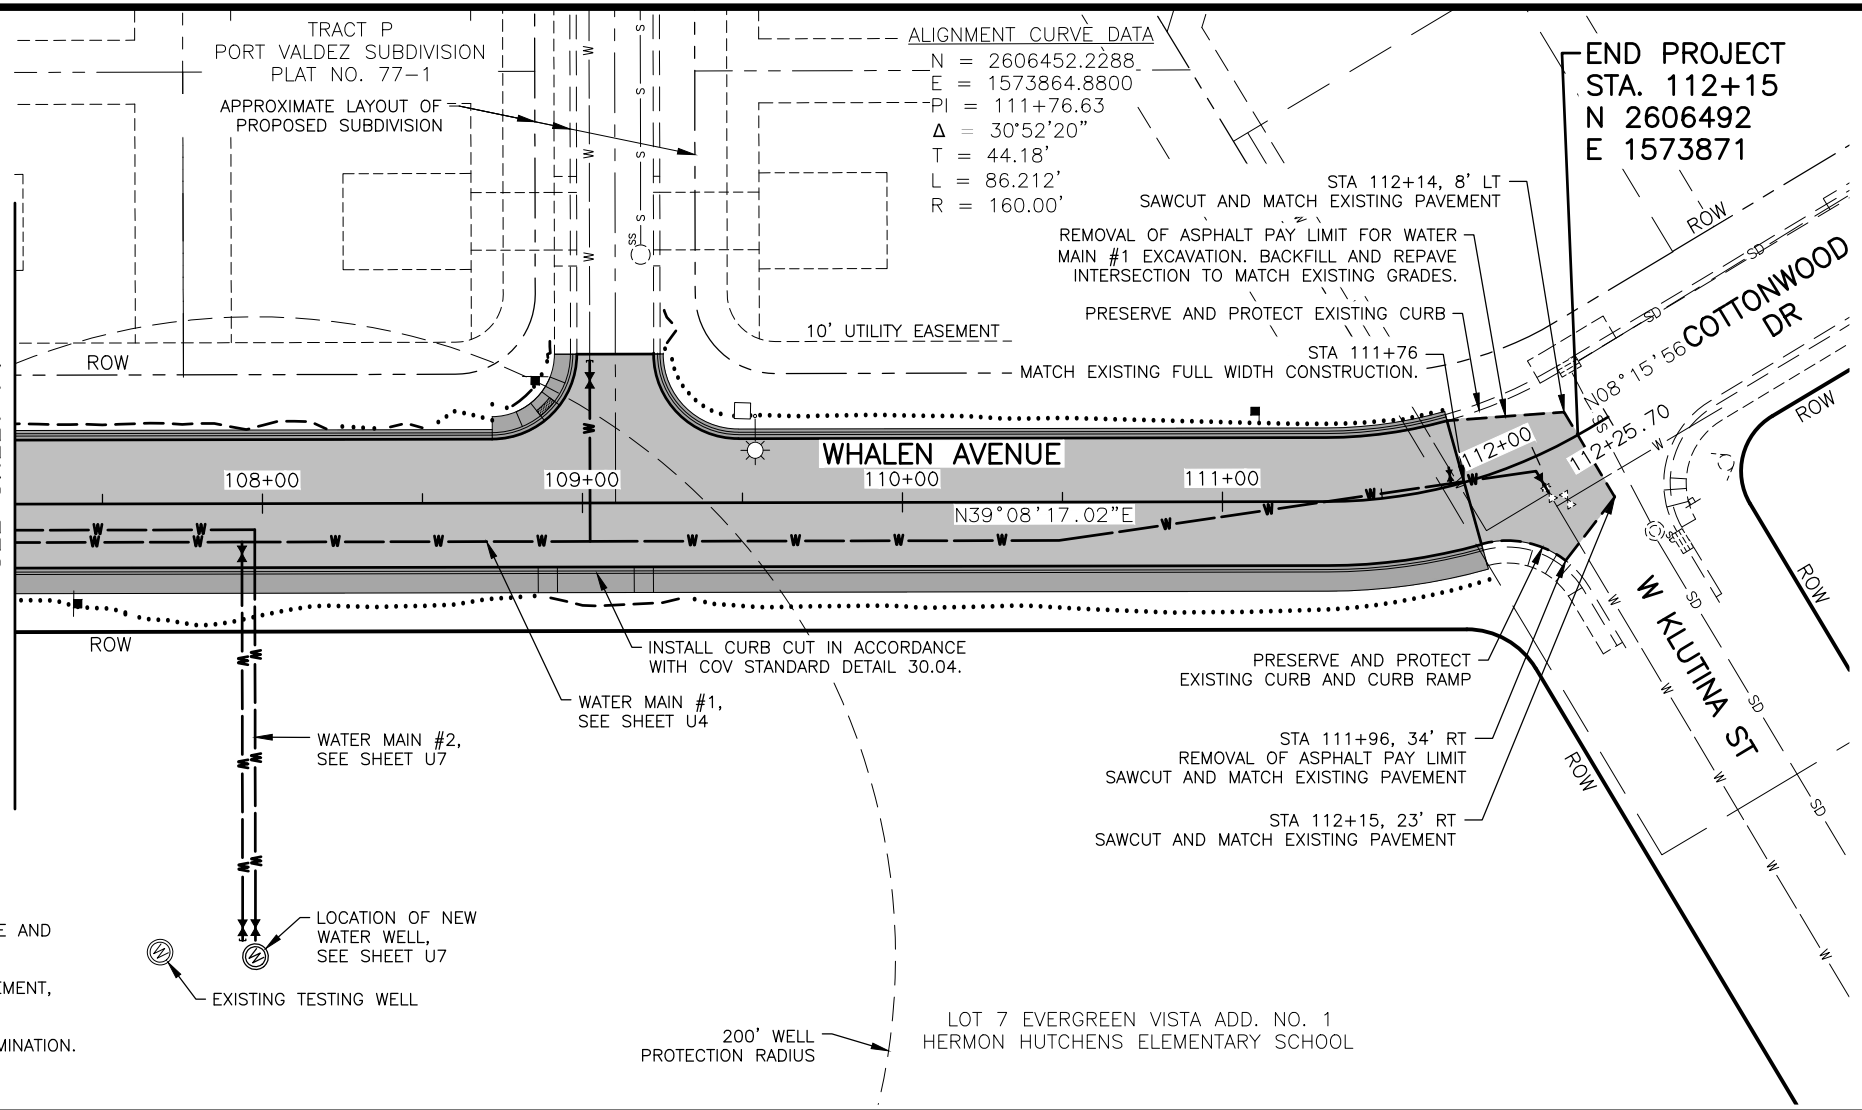 TRACT P
PORT VALDEZ SUBDIVISION
PLAT NO. 77-1
APPROXIMATE LAYOUT OF
PROPOSED SUBDIVISION
ALIGNMENT CURVE DATA
N = 2606452.2288
E = 1573864.8800
PI = 111+76.63
Δ = 30°52'20"
T = 44.18'
L = 86.212'
R = 160.00'
END PROJECT
STA. 112+15
N 2606492
E 1573871
STA 112+14, 8' LT
SAWCUT AND MATCH EXISTING PAVEMENT
REMOVAL OF ASPHALT PAY LIMIT FOR WATER
MAIN #1 EXCAVATION. BACKFILL AND REPAVE
INTERSECTION TO MATCH EXISTING GRADES.
PRESERVE AND PROTECT EXISTING CURB
STA 111+76
MATCH EXISTING FULL WIDTH CONSTRUCTION.
10' UTILITY EASEMENT
ROW
ROW
COTTONWOOD
DR
N08°15'56
112+25.70
112+00
ROW
ROW
WHALEN AVENUE
108+00
109+00
110+00
111+00
N39°08'17.02"E
ROW
INSTALL CURB CUT IN ACCORDANCE
WITH COV STANDARD DETAIL 30.04.
WATER MAIN #1,
SEE SHEET U4
WATER MAIN #2,
SEE SHEET U7
PRESERVE AND PROTECT
EXISTING CURB AND CURB RAMP
W KLUTINA ST
STA 111+96, 34' RT
REMOVAL OF ASPHALT PAY LIMIT
SAWCUT AND MATCH EXISTING PAVEMENT
ROW
STA 112+15, 23' RT
SAWCUT AND MATCH EXISTING PAVEMENT
LOCATION OF NEW
WATER WELL,
SEE SHEET U7
EXISTING TESTING WELL
E AND
EMENT,
MINATION.
200' WELL
PROTECTION RADIUS
LOT 7 EVERGREEN VISTA ADD. NO. 1
HERMON HUTCHENS ELEMENTARY SCHOOL
W
W
W
W
S
S
S
S
SS
SD
SD
SD
SD
SD
W
W
W
W
W
W